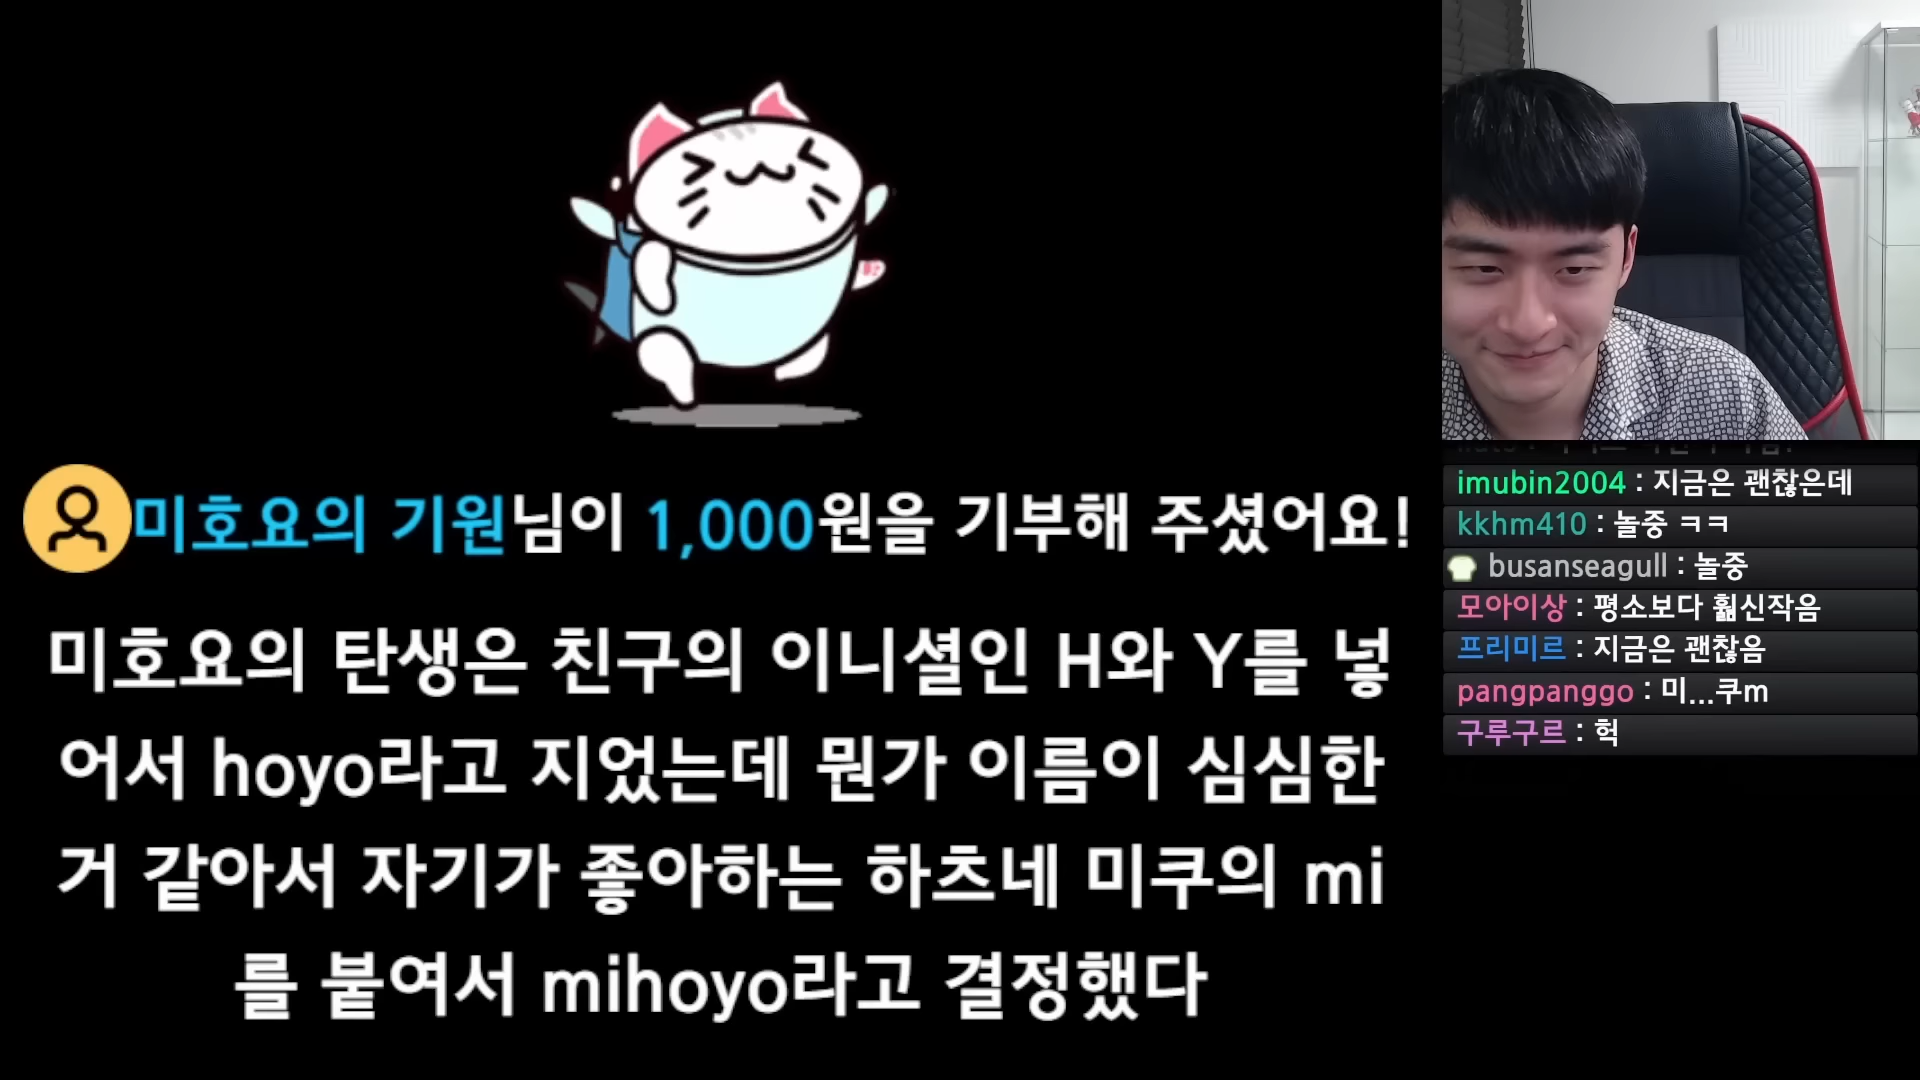 미호요의 기원님이 1,000원을 기부해 주셨어요!
미호요의 탄생은 친구의 이니셜인 H와 Y를 넣
어서 hoyo라고 지었는데 뭔가 이름이 심심한
거 같아서 자기가 좋아하는 하츠네 미쿠의 mi
를 붙여서 mihoyo라고 결정했다
imubin2004 : 지금은 괜찮은데
kkhm410 : 놀중 ㅋㅋ
busanseagull : 놀중
모아이상 : 평소보다 훨신작음
프리미르 : 지금은 괜찮음
pangpanggo : 미...쿠m
구루구르 : 헉